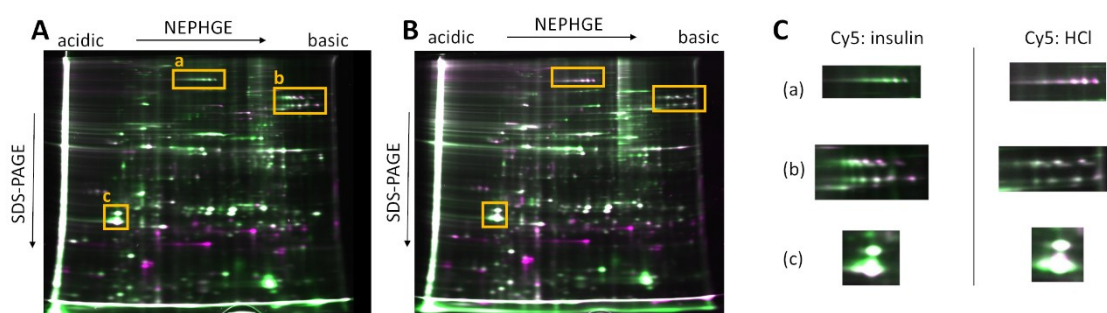 A
NEPHGE
acidic
basic
a
b
c
SDS-PAGE
B
NEPHGE
acidic
basic
SDS-PAGE
C
Cy5: insulin
Cy5: HCl
(a)
(b)
(c)